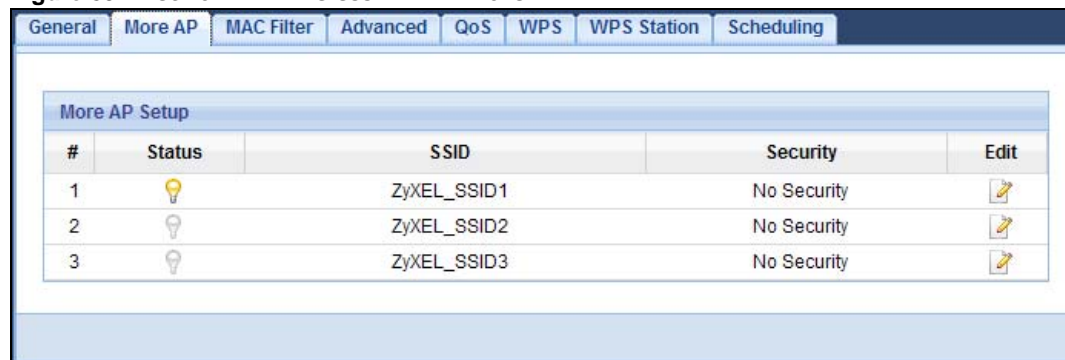 General More AP MAC Filter Advanced QoS WPS WPS Station Scheduling
More AP Setup
# Status SSID Security Edit
1 ZyXEL_SSID1 No Security
2 ZyXEL_SSID2 No Security
3 ZyXEL_SSID3 No Security